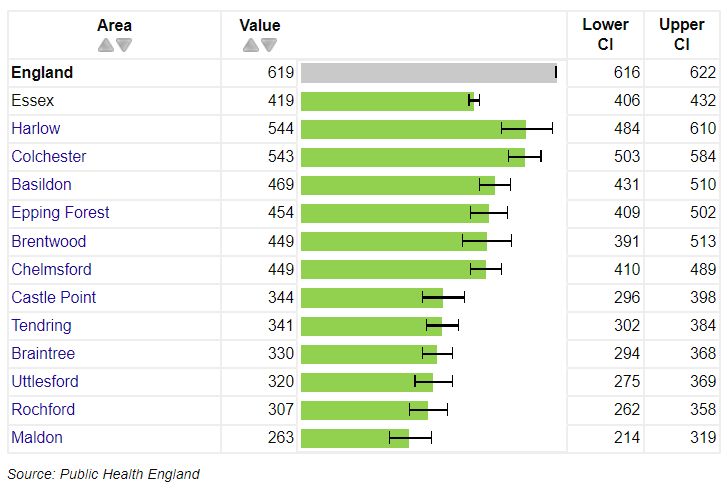 Area Value Lower CI Upper CI
England 619 616 622
Essex 419 406 432
Harlow 544 484 610
Colchester 543 503 584
Basildon 469 431 510
Epping Forest 454 409 502
Brentwood 449 391 513
Chelmsford 449 410 489
Castle Point 344 296 398
Tendring 341 302 384
Braintree 330 294 368
Uttlesford 320 275 369
Rochford 307 262 358
Maldon 263 214 319
Source: Public Health England